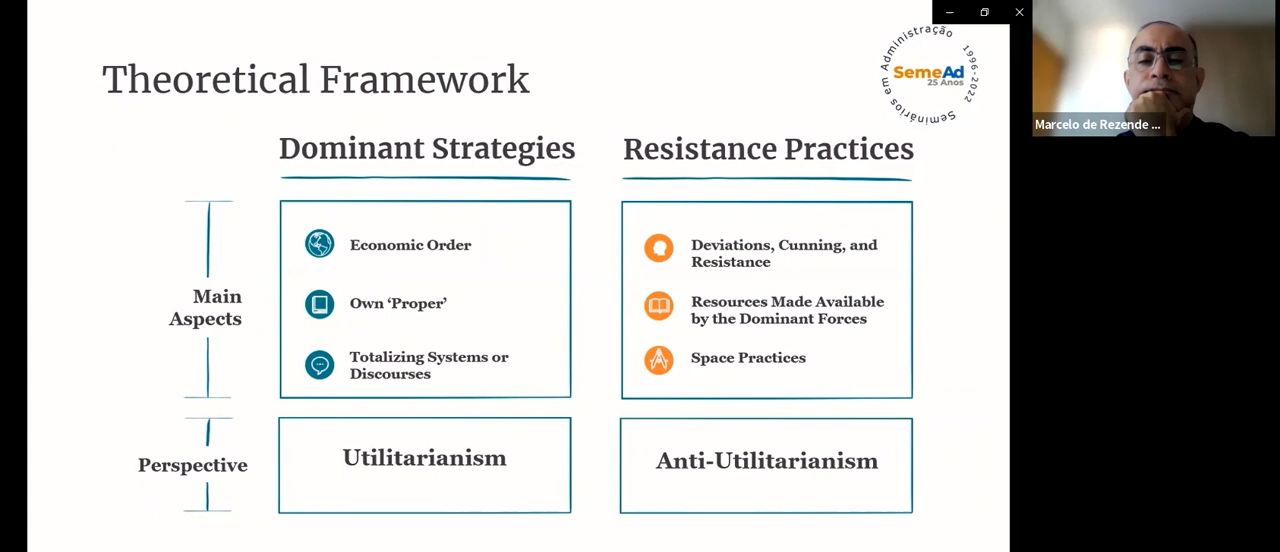 Theoretical Framework
Seminários em Administração 1996-2022
SemeAd
25 Anos
Marcelo de Rezende ...
Dominant Strategies
Resistance Practices
Main
Aspects
Economic Order
Own ‘Proper’
Totalizing Systems or
Discourses
Deviations, Cunning, and
Resistance
Resources Made Available
by the Dominant Forces
Space Practices
Perspective
Utilitarianism
Anti-Utilitarianism